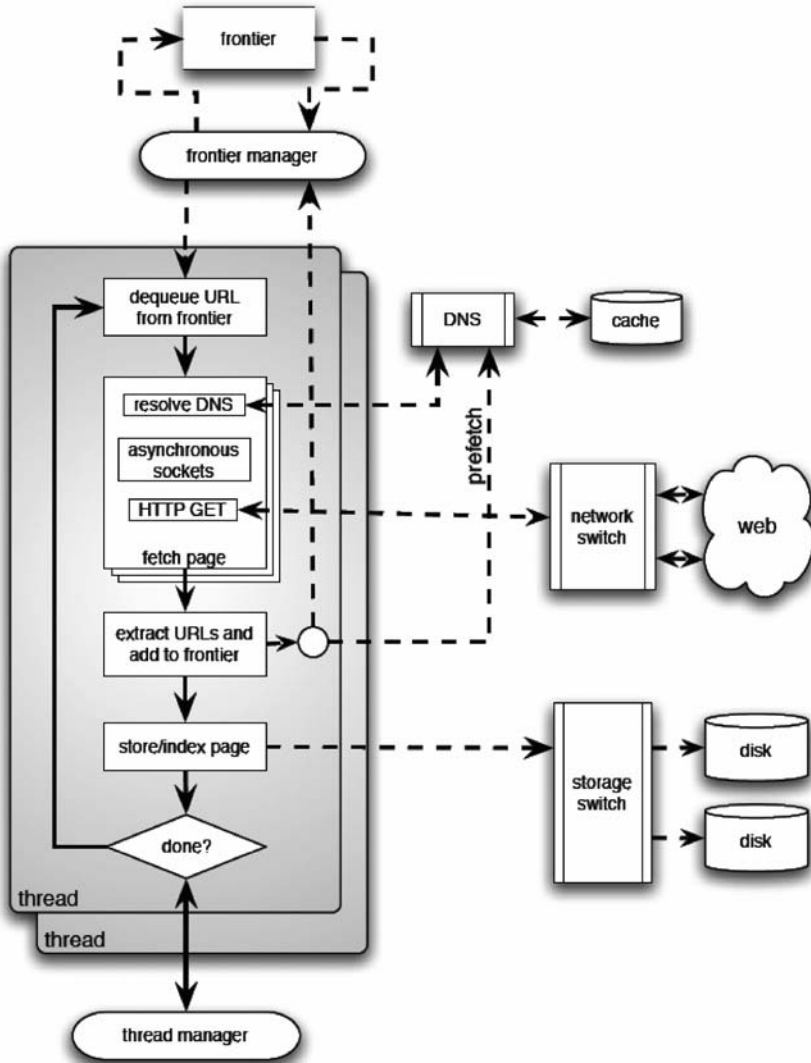 frontier
frontier manager
dequeue URL
from frontier
DNS
cache
resolve DNS
asynchronous
sockets
HTTP GET
fetch page
prefetch
network
switch
web
extract URLs and
add to frontier
store/index page
storage
switch
disk
disk
done?
thread
thread
thread manager